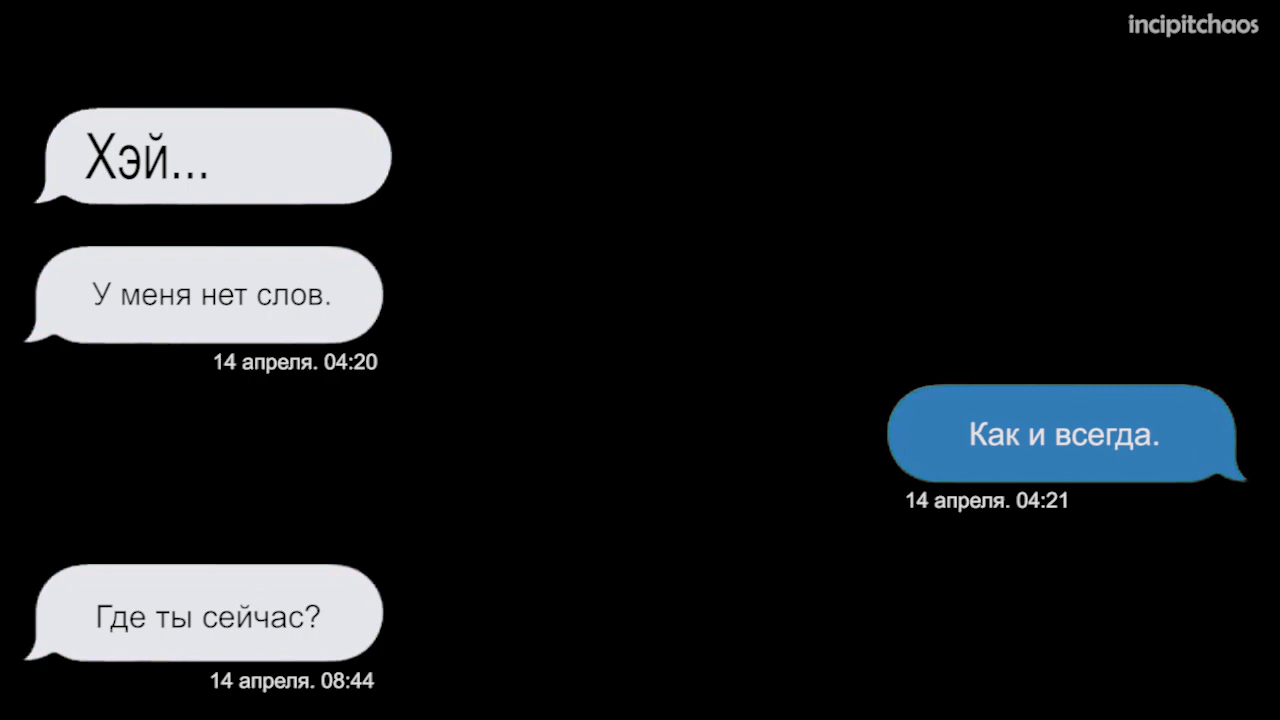 incipitchaos
Хэй...
У меня нет слов.
14 апреля. 04:20
Как и всегда.
14 апреля. 04:21
Где ты сейчас?
14 апреля. 08:44